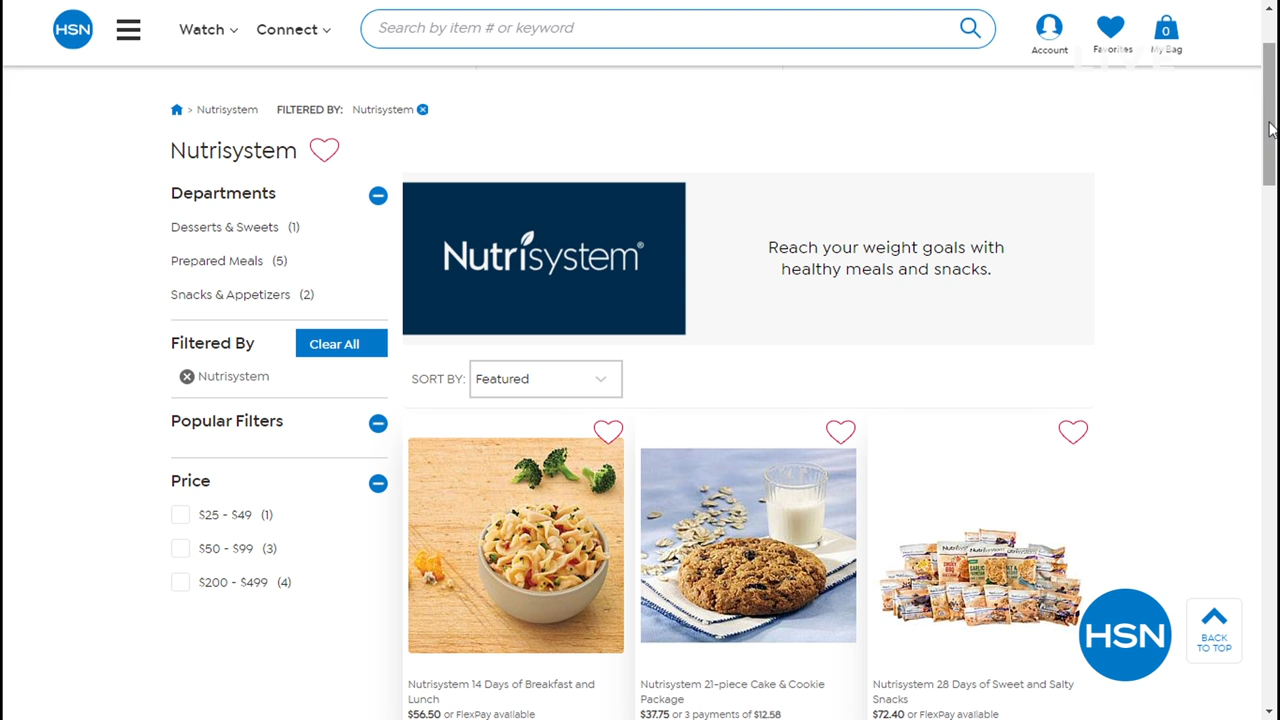 HSN
Watch
Connect
Search by item # or keyword
Account
Favorites
0
My Bag
LIVE
> Nutrisystem
FILTERED BY:
Nutrisystem
Nutrisystem
Departments
Desserts & Sweets (1)
Prepared Meals (5)
Snacks & Appetizers (2)
Filtered By
Clear All
Nutrisystem
Popular Filters
Price
$25 - $49 (1)
$50 - $99 (3)
$200 - $499 (4)
Nutrisystem®
Reach your weight goals with
healthy meals and snacks.
SORT BY:
Featured
Nutrisystem 14 Days of Breakfast and
Lunch
$56.50 or FlexPay available
Nutrisystem 21-piece Cake & Cookie
Package
$37.75 or 3 payments of $12.58
Nutrisystem 28 Days of Sweet and Salty
Snacks
$72.40 or FlexPay available
HSN
BACK
TO TOP